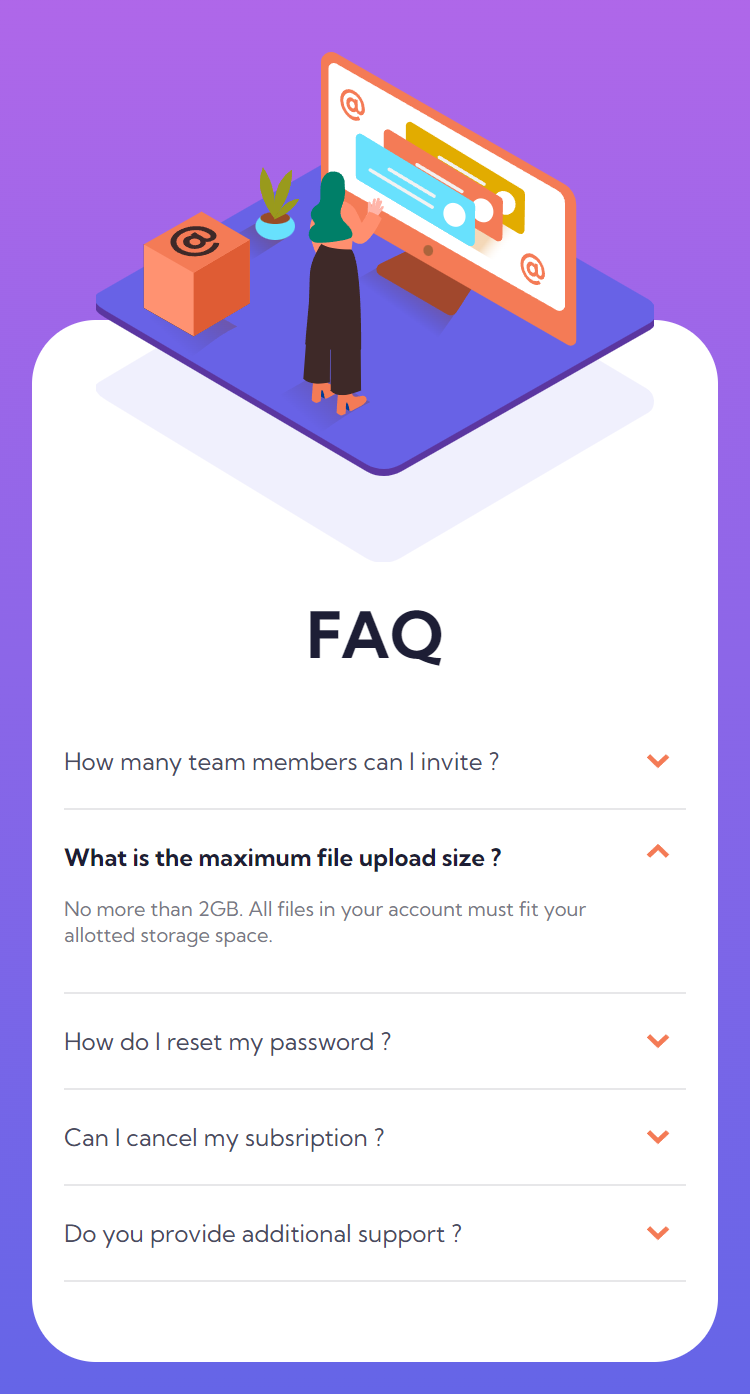 @
@
@
FAQ
How many team members can I invite ?
What is the maximum file upload size ?
No more than 2GB. All files in your account must fit your
allotted storage space.
How do I reset my password ?
Can I cancel my subsription ?
Do you provide additional support ?